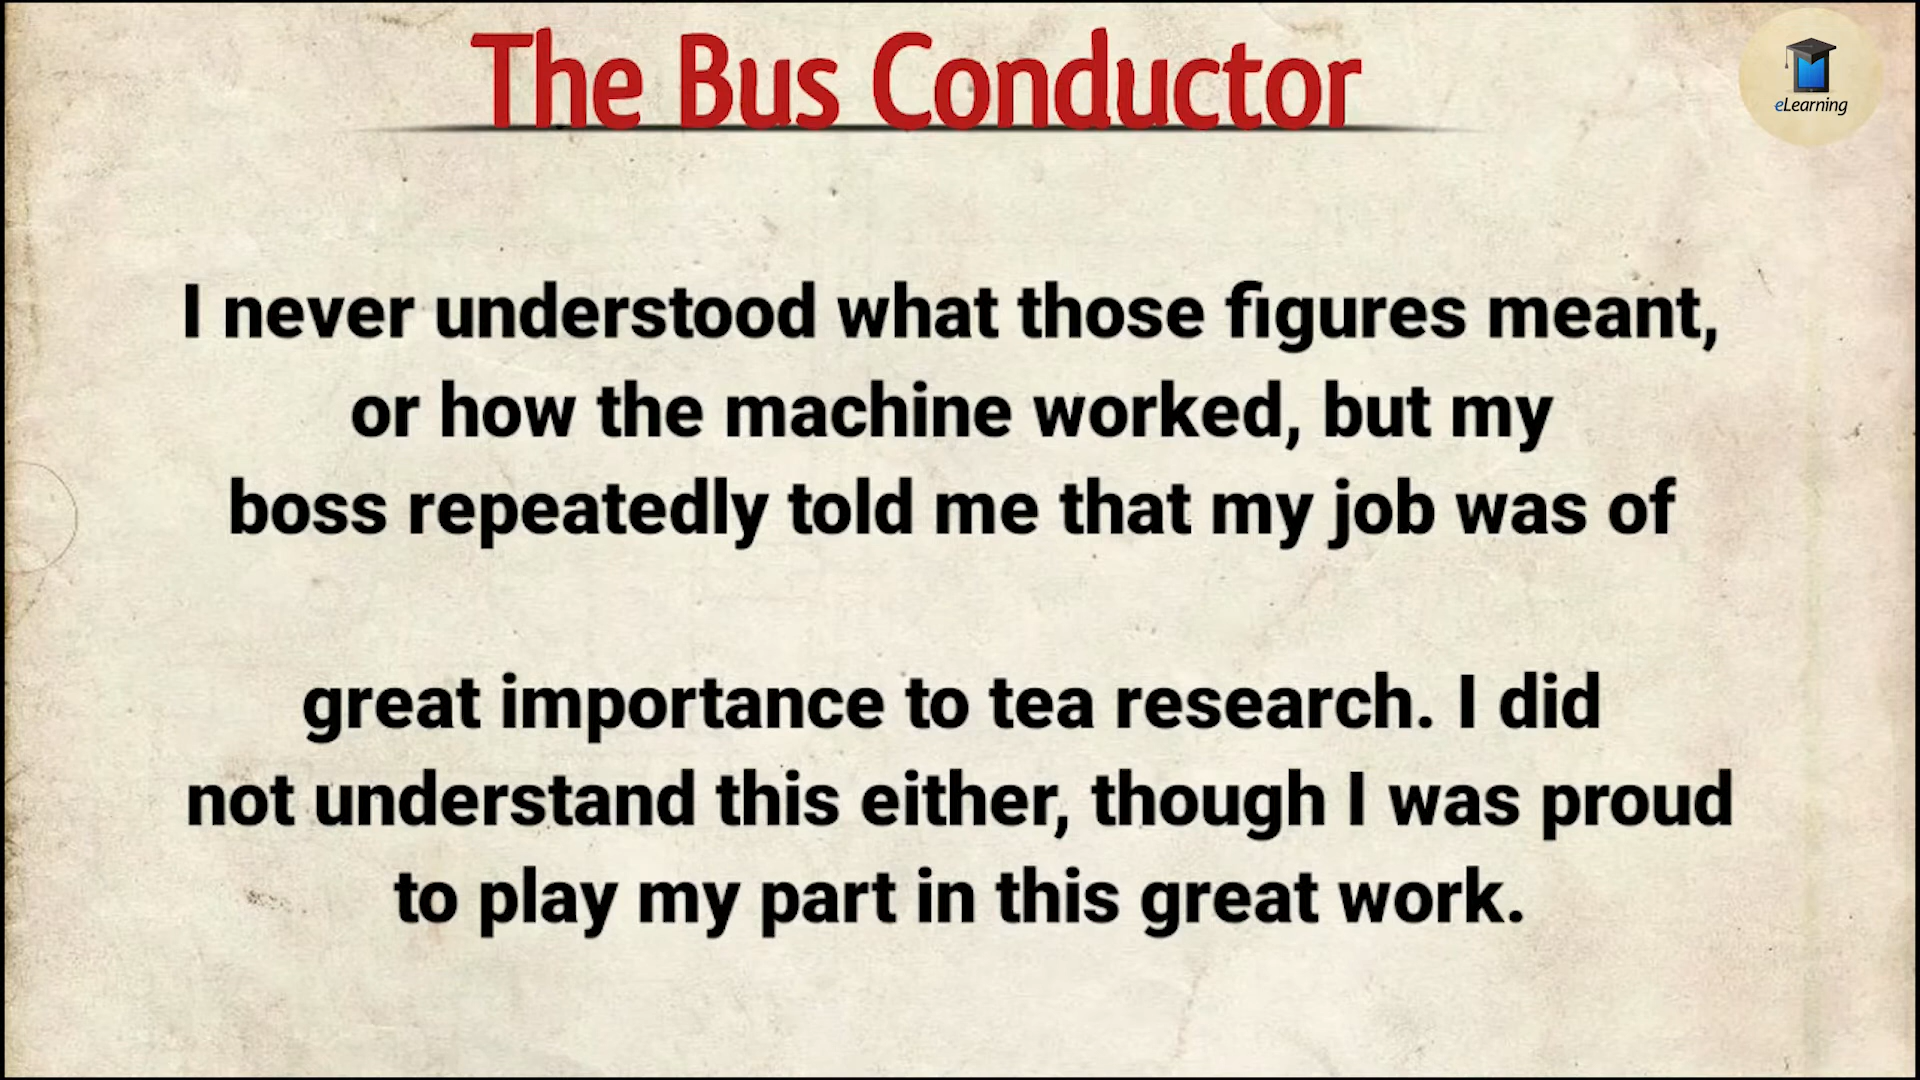 The Bus Conductor
eLearning
I never understood what those figures meant,
or how the machine worked, but my
boss repeatedly told me that my job was of
great importance to tea research. I did
not understand this either, though I was proud
to play my part in this great work.